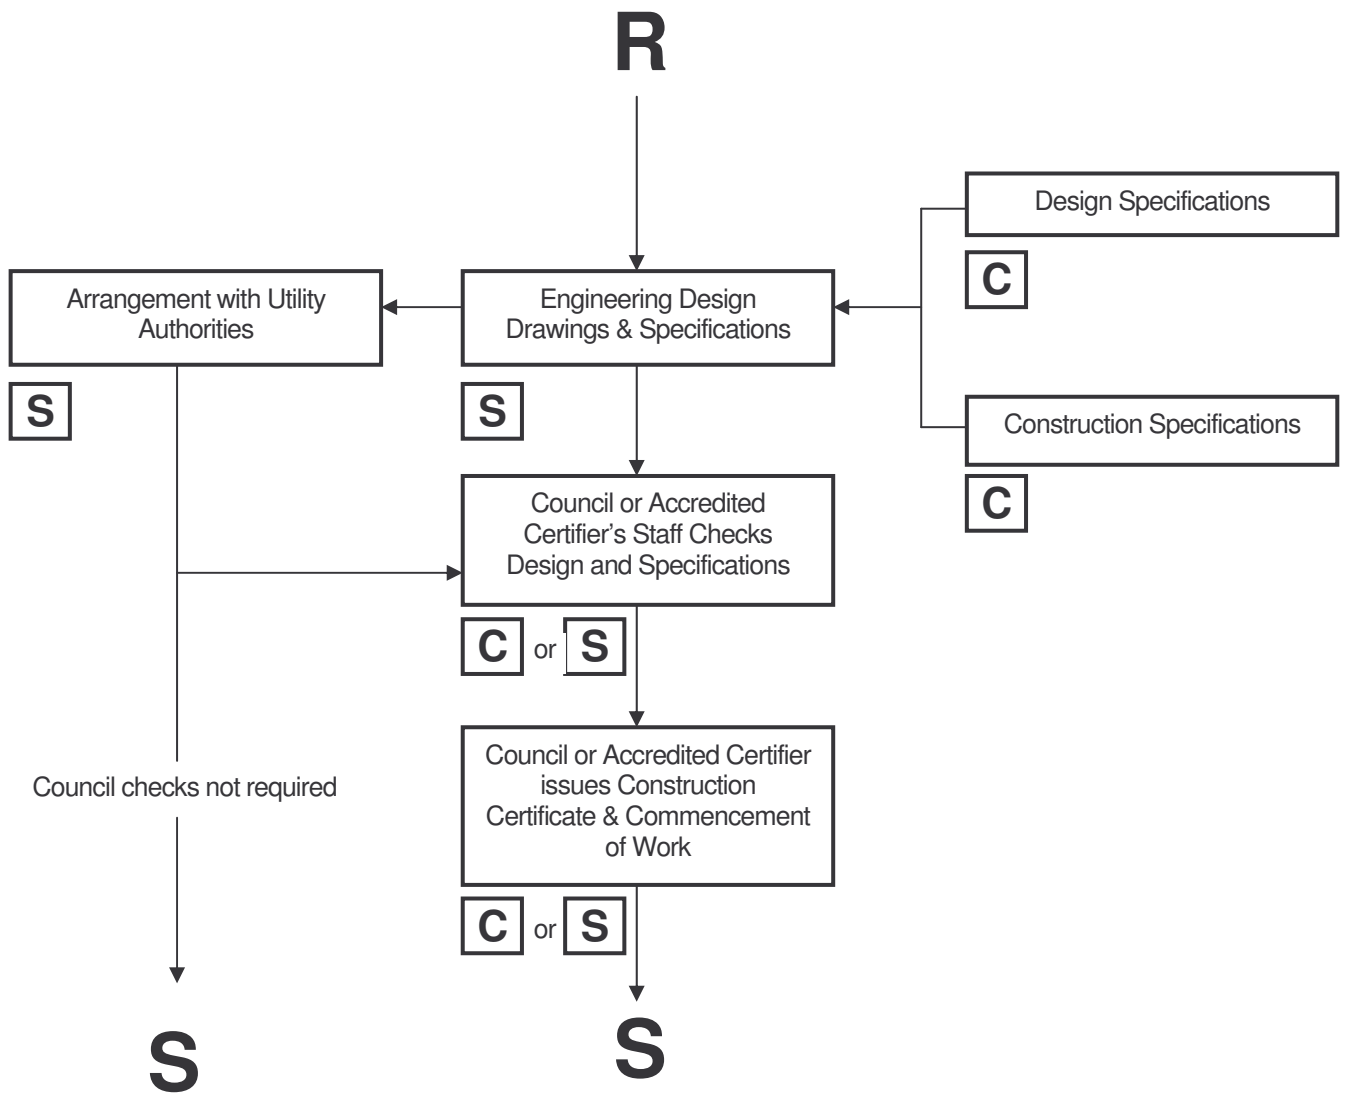 R
Design Specifications
C
Arrangement with Utility
Authorities
S
Engineering Design
Drawings & Specifications
S
Construction Specifications
C
Council or Accredited
Certifier’s Staff Checks
Design and Specifications
C or S
Council or Accredited Certifier
issues Construction
Certificate & Commencement
of Work
C or S
Council checks not required
S
S